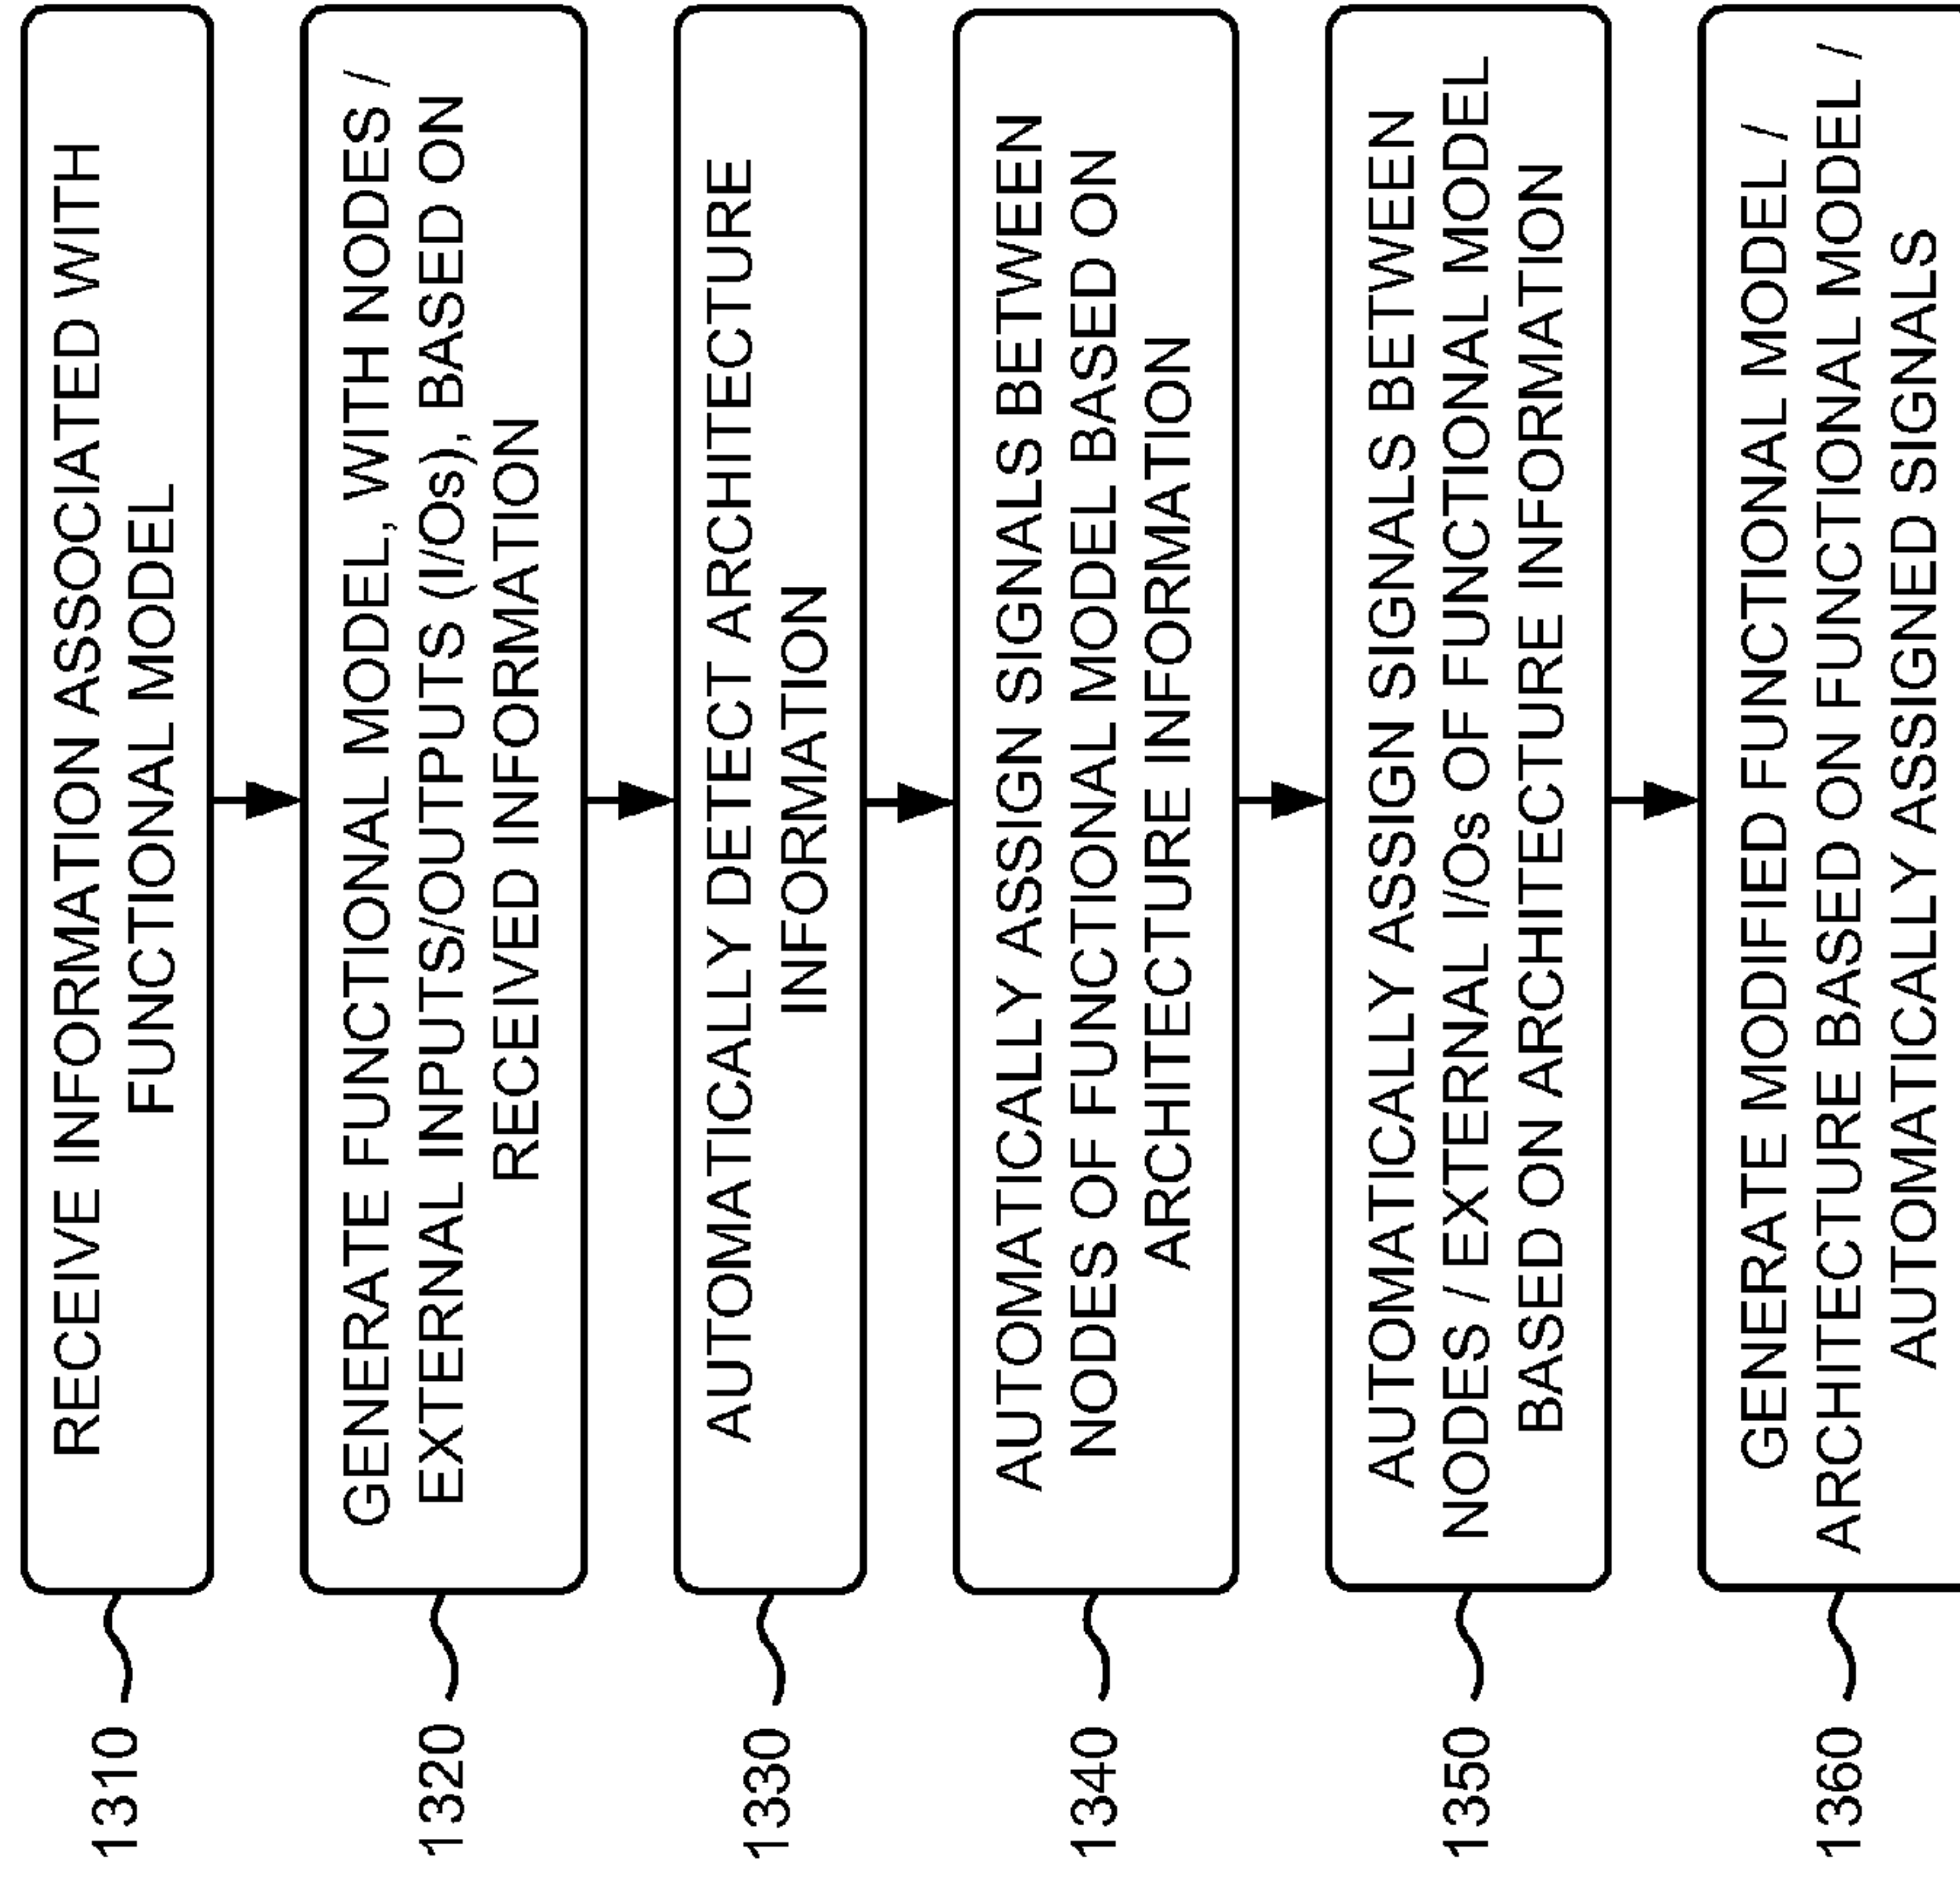 1310
RECEIVE INFORMATION ASSOCIATED WITH
FUNCTIONAL MODEL
1320
GENERATE FUNCTIONAL MODEL, WITH NODES /
EXTERNAL INPUTS/OUTPUTS (I/Os), BASED ON
RECEIVED INFORMATION
1330
AUTOMATICALLY DETECT ARCHITECTURE
INFORMATION
1340
AUTOMATICALLY ASSIGN SIGNALS BETWEEN
NODES OF FUNCTIONAL MODEL BASED ON
ARCHITECTURE INFORMATION
1350
AUTOMATICALLY ASSIGN SIGNALS BETWEEN
NODES / EXTERNAL I/Os OF FUNCTIONAL MODEL
BASED ON ARCHITECTURE INFORMATION
1360
GENERATE MODIFIED FUNCTIONAL MODEL /
ARCHITECTURE BASED ON FUNCTIONAL MODEL /
AUTOMATICALLY ASSIGNED SIGNALS